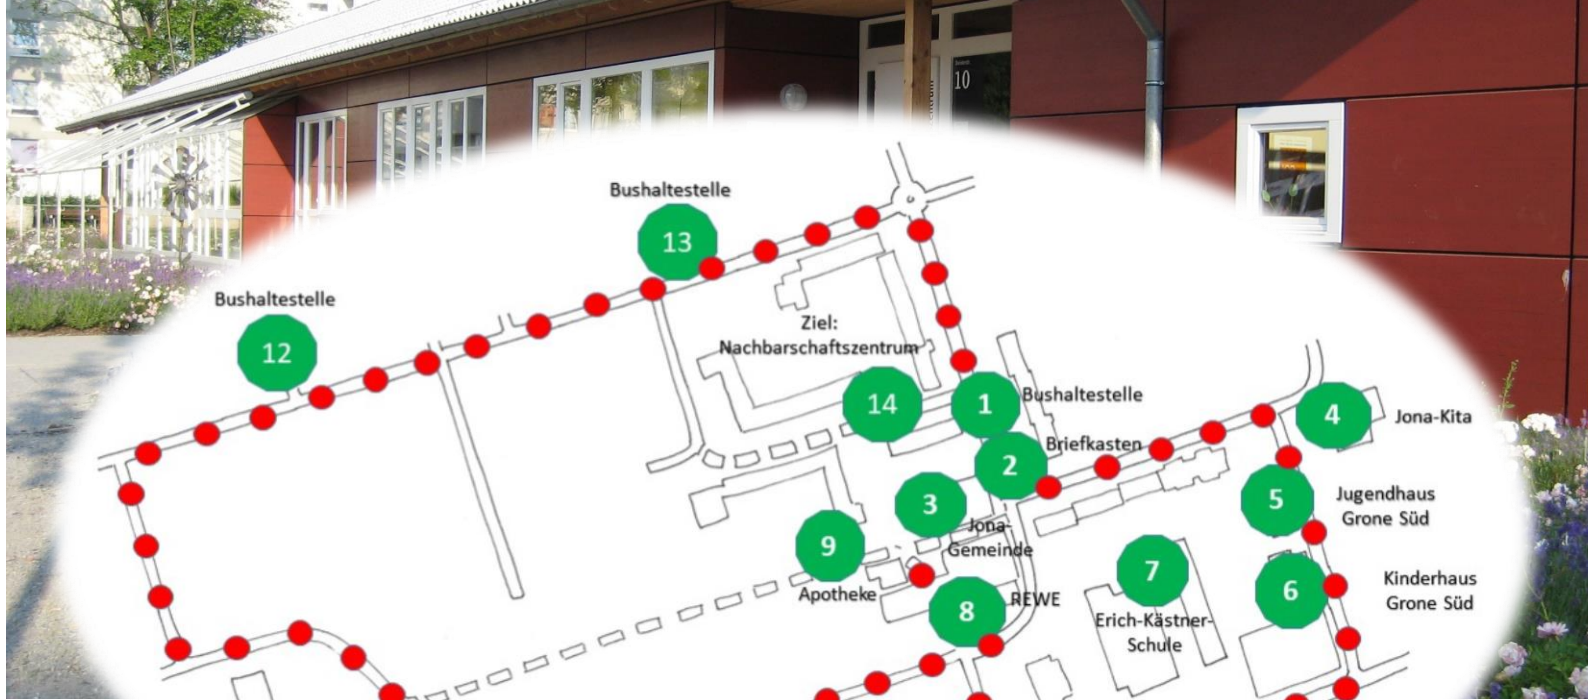 10
Bushaltestelle
13
Bushaltestelle
12
Ziel:
Nachbarschaftszentrum
14
1
Bushaltestelle
4
Jona-Kita
Briefkasten
2
3
5
Jugendhaus
Grone Süd
Jona-
Gemeinde
9
7
6
Kinderhaus
Grone Süd
Apotheke
8
REWE
Erich-Kästner-
Schule